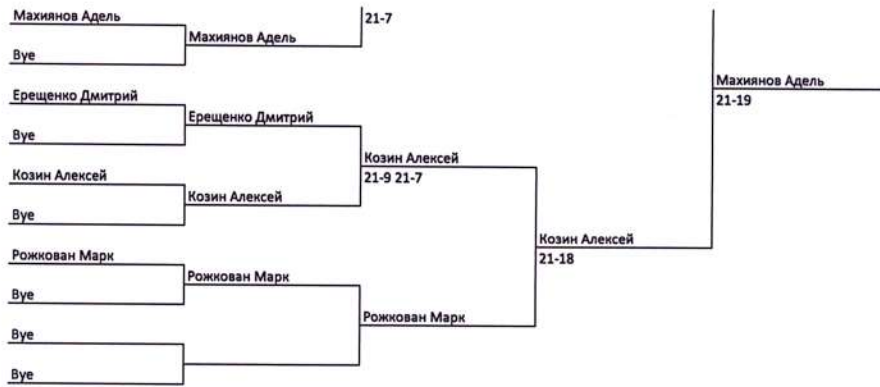 Махиянов Адель
21-7
Махиянов Адель
Bye
Махиянов Адель
21-19
Ерещенко Дмитрий
Ерещенко Дмитрий
Bye
Козин Алексей
21-9 21-7
Козин Алексей
Козин Алексей
Bye
Козин Алексей
21-18
Рожкован Марк
Рожкован Марк
Bye
Рожкован Марк
Bye
Bye